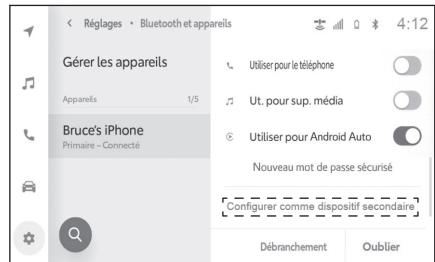 Réglages • Bluetooth et appareils
4:12
Gérer les appareils
Appareils 1/5
Bruce's iPhone
Primaire – Connecté
Utiliser pour le téléphone
Ut. pour sup. média
Utiliser pour Android Auto
Nouveau mot de passe sécurisé
Configurer comme dispositif secondaire
Débranchement Oublier